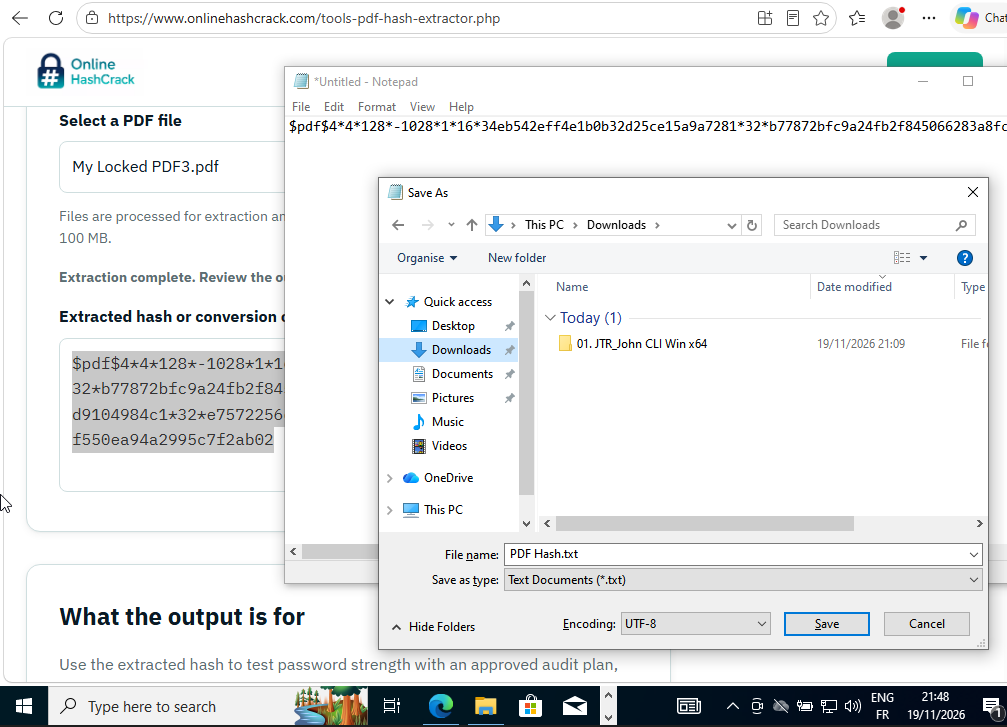 https://www.onlinehashcrack.com/tools-pdf-hash-extractor.php
Chat
Online
HashCrack
Select a PDF file
My Locked PDF3.pdf
Files are processed for extraction an
100 MB.
Extraction complete. Review the o
Extracted hash or conversion
$pdf$4*4*128*-1028*1*1
32*b77872bfc9a24fb2f84
d9104984c1*32*e7572256
f550ea94a2995c7f2ab02
What the output is for
Use the extracted hash to test password strength with an approved audit plan,
*Untitled - Notepad
File Edit Format View Help
$pdf$4*4*128*-1028*1*16*34eb542eff4e1b0b32d25ce15a9a7281*32*b77872bfc9a24fb2f845066283a8fc
Save As
This PC > Downloads >
Search Downloads
Organise
New folder
?
Name
Date modified
Type
Quick access
Desktop
Downloads
Documents
Pictures
Music
Videos
OneDrive
This PC
Today (1)
01. JTR_John CLI Win x64
19/11/2026 21:09
File f
File name:
PDF Hash.txt
Save as type:
Text Documents (*.txt)
Hide Folders
Encoding:
UTF-8
Save
Cancel
Type here to search
ENG
FR
21:48
19/11/2026
1